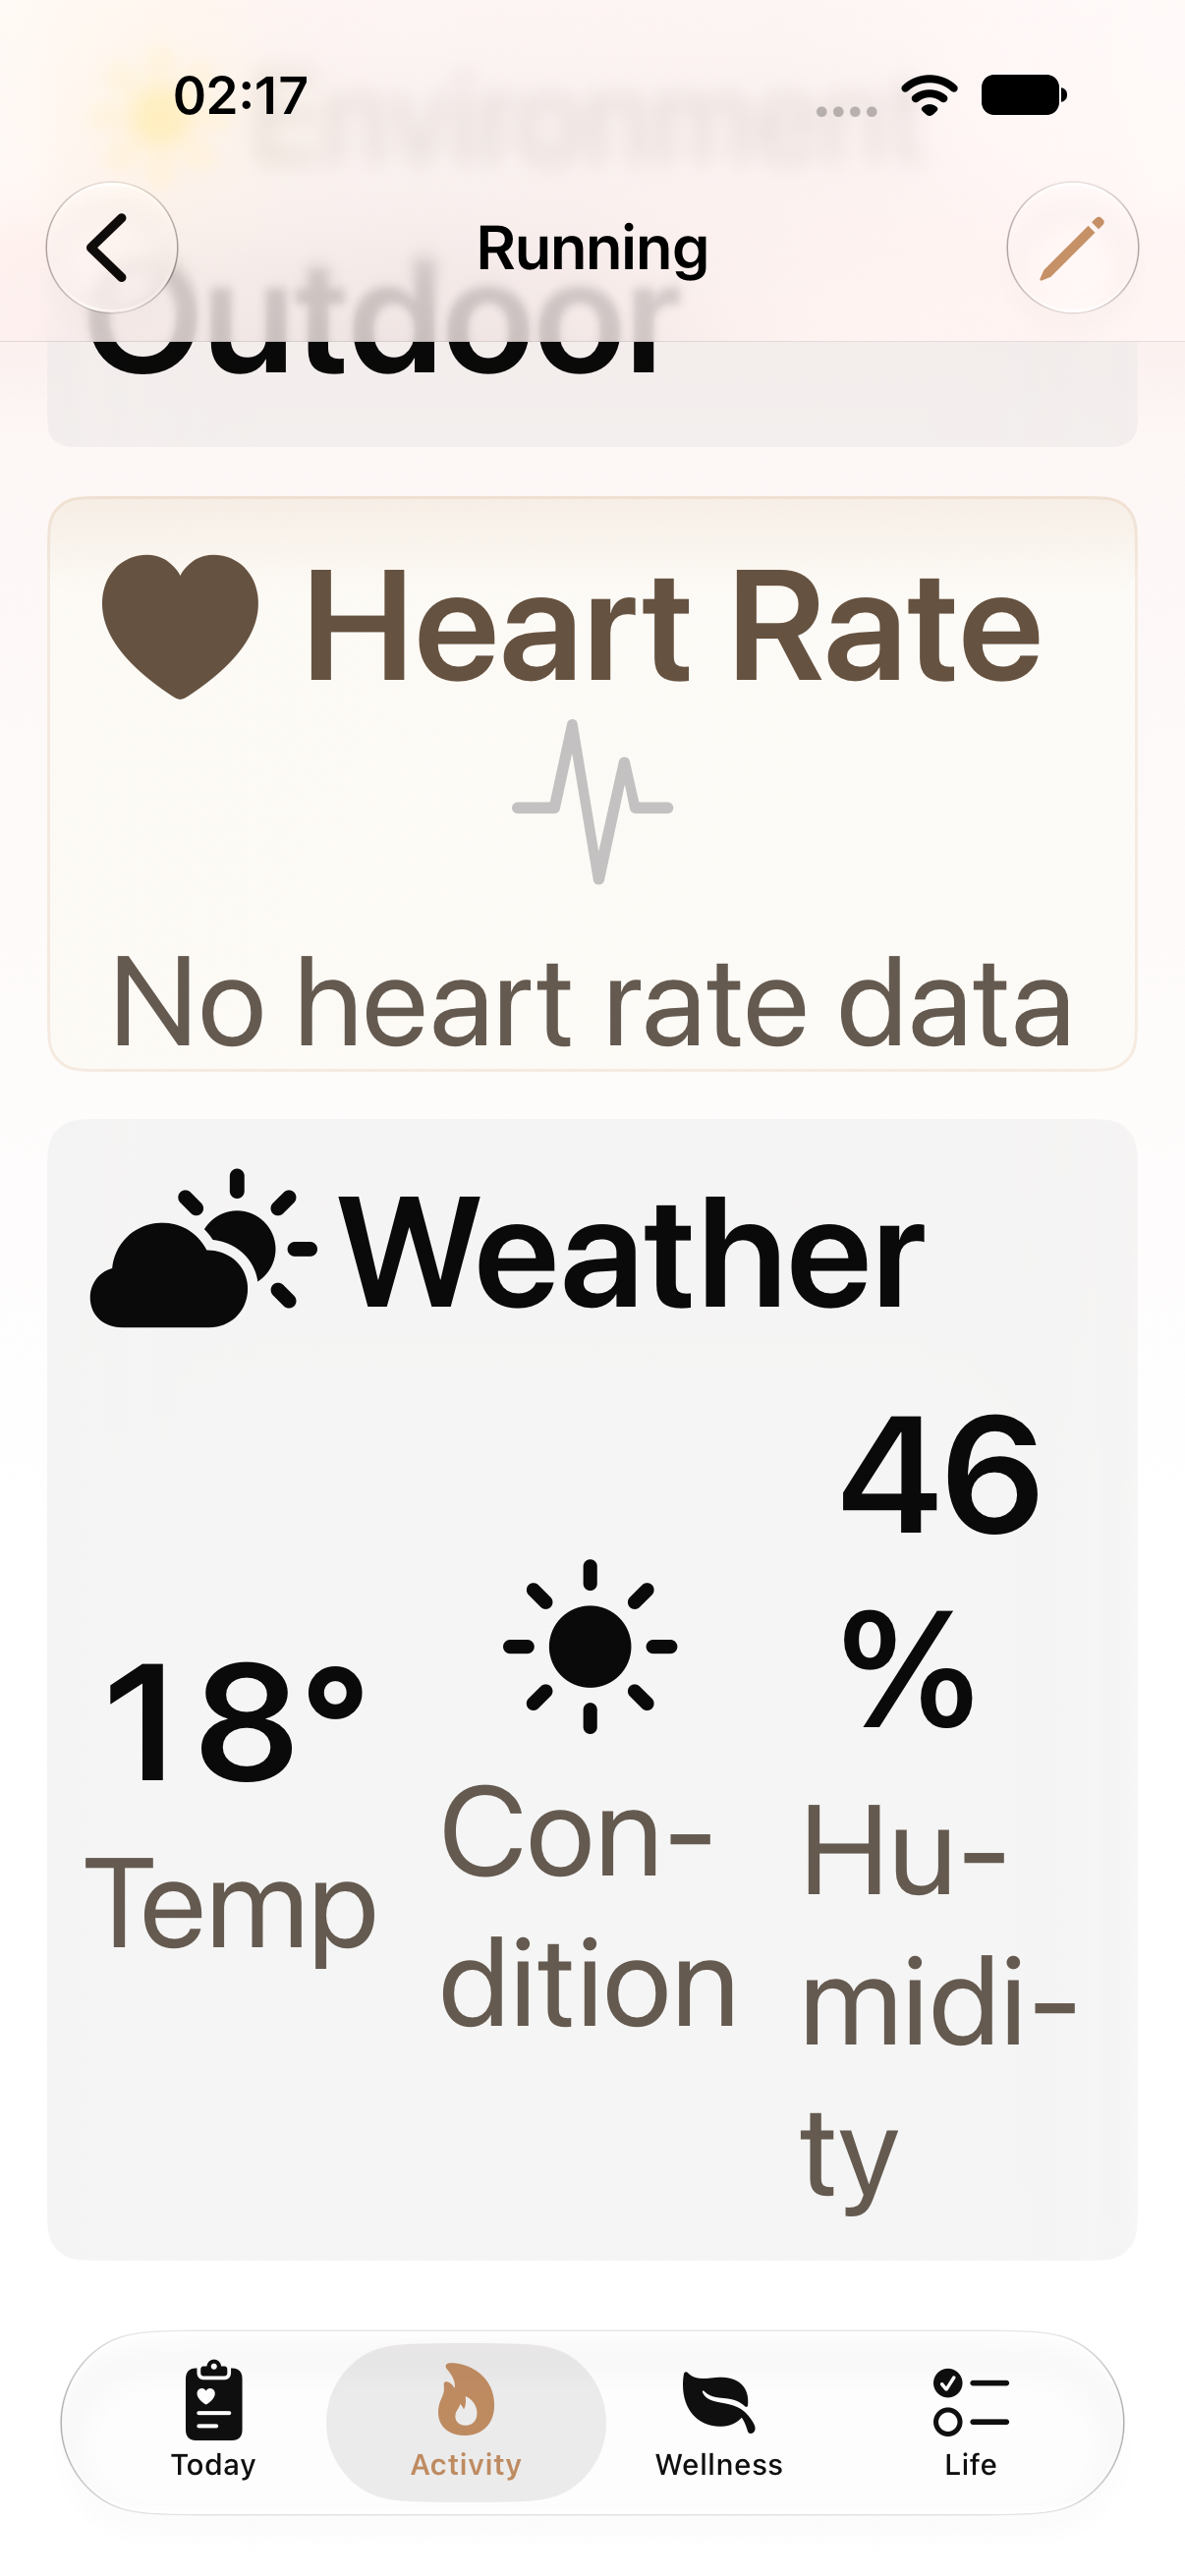 02:17
Environment
Running
Outdoor
Heart Rate
No heart rate data
Weather
46
%
18°
Temp
Con-
dition
Hu-
midi-
ty
Today
Activity
Wellness
Life